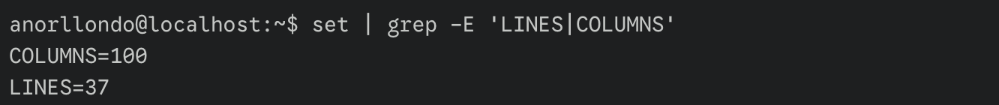 anorllondo@localhost:~$ set | grep -E 'LINES|COLUMNS'
COLUMNS=100
LINES=37